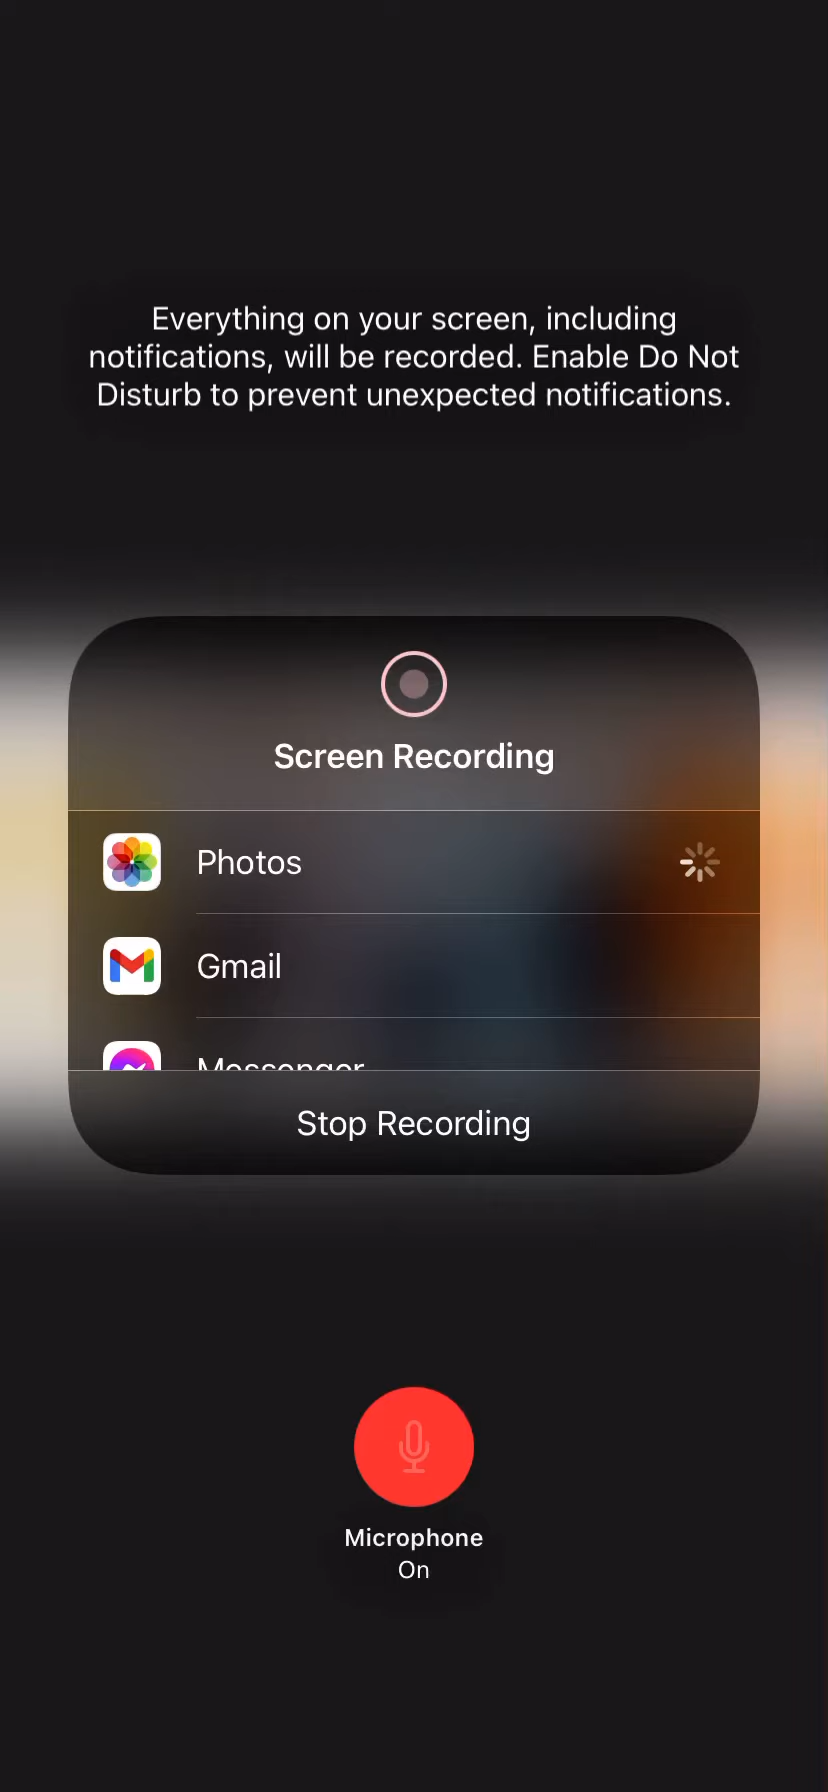 Everything on your screen, including
notifications, will be recorded. Enable Do Not
Disturb to prevent unexpected notifications.
Screen Recording
Photos
Gmail
Messenger
Stop Recording
Microphone
On